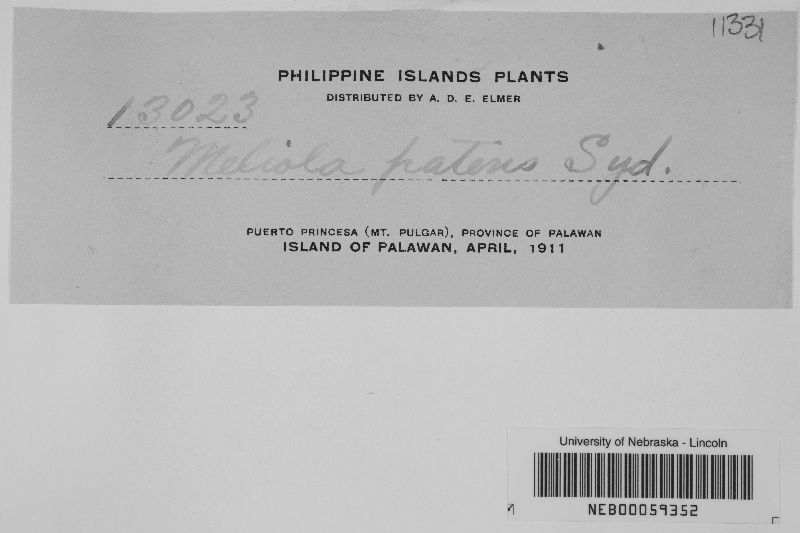 11331
PHILIPPINE ISLANDS PLANTS
DISTRIBUTED BY A. D. E. ELMER
13023
Meliola patens Syd.
PUERTO PRINCESA (MT. PULGAR), PROVINCE OF PALAWAN
ISLAND OF PALAWAN, APRIL, 1911
University of Nebraska - Lincoln
NEB00059352